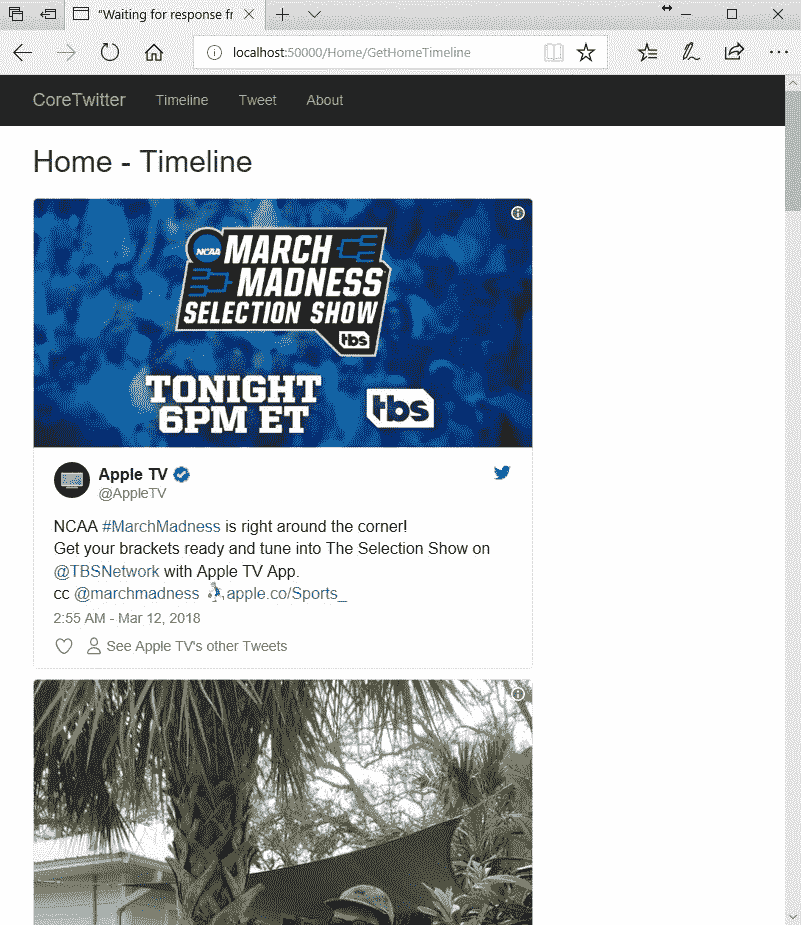 "Waiting for response fr
localhost:50000/Home/GetHomeTimeline
CoreTwitter Timeline Tweet About
Home - Timeline
NCAA MARCH
MADNESS
SELECTION SHOW
tbs
TONIGHT
6PM ET
tbs
Apple TV
@AppleTV
NCAA #MarchMadness is right around the corner!
Get your brackets ready and tune into The Selection Show on
@TBSNetwork with Apple TV App.
cc @marchmadness apple.co/Sports_
2:55 AM - Mar 12, 2018
See Apple TV's other Tweets